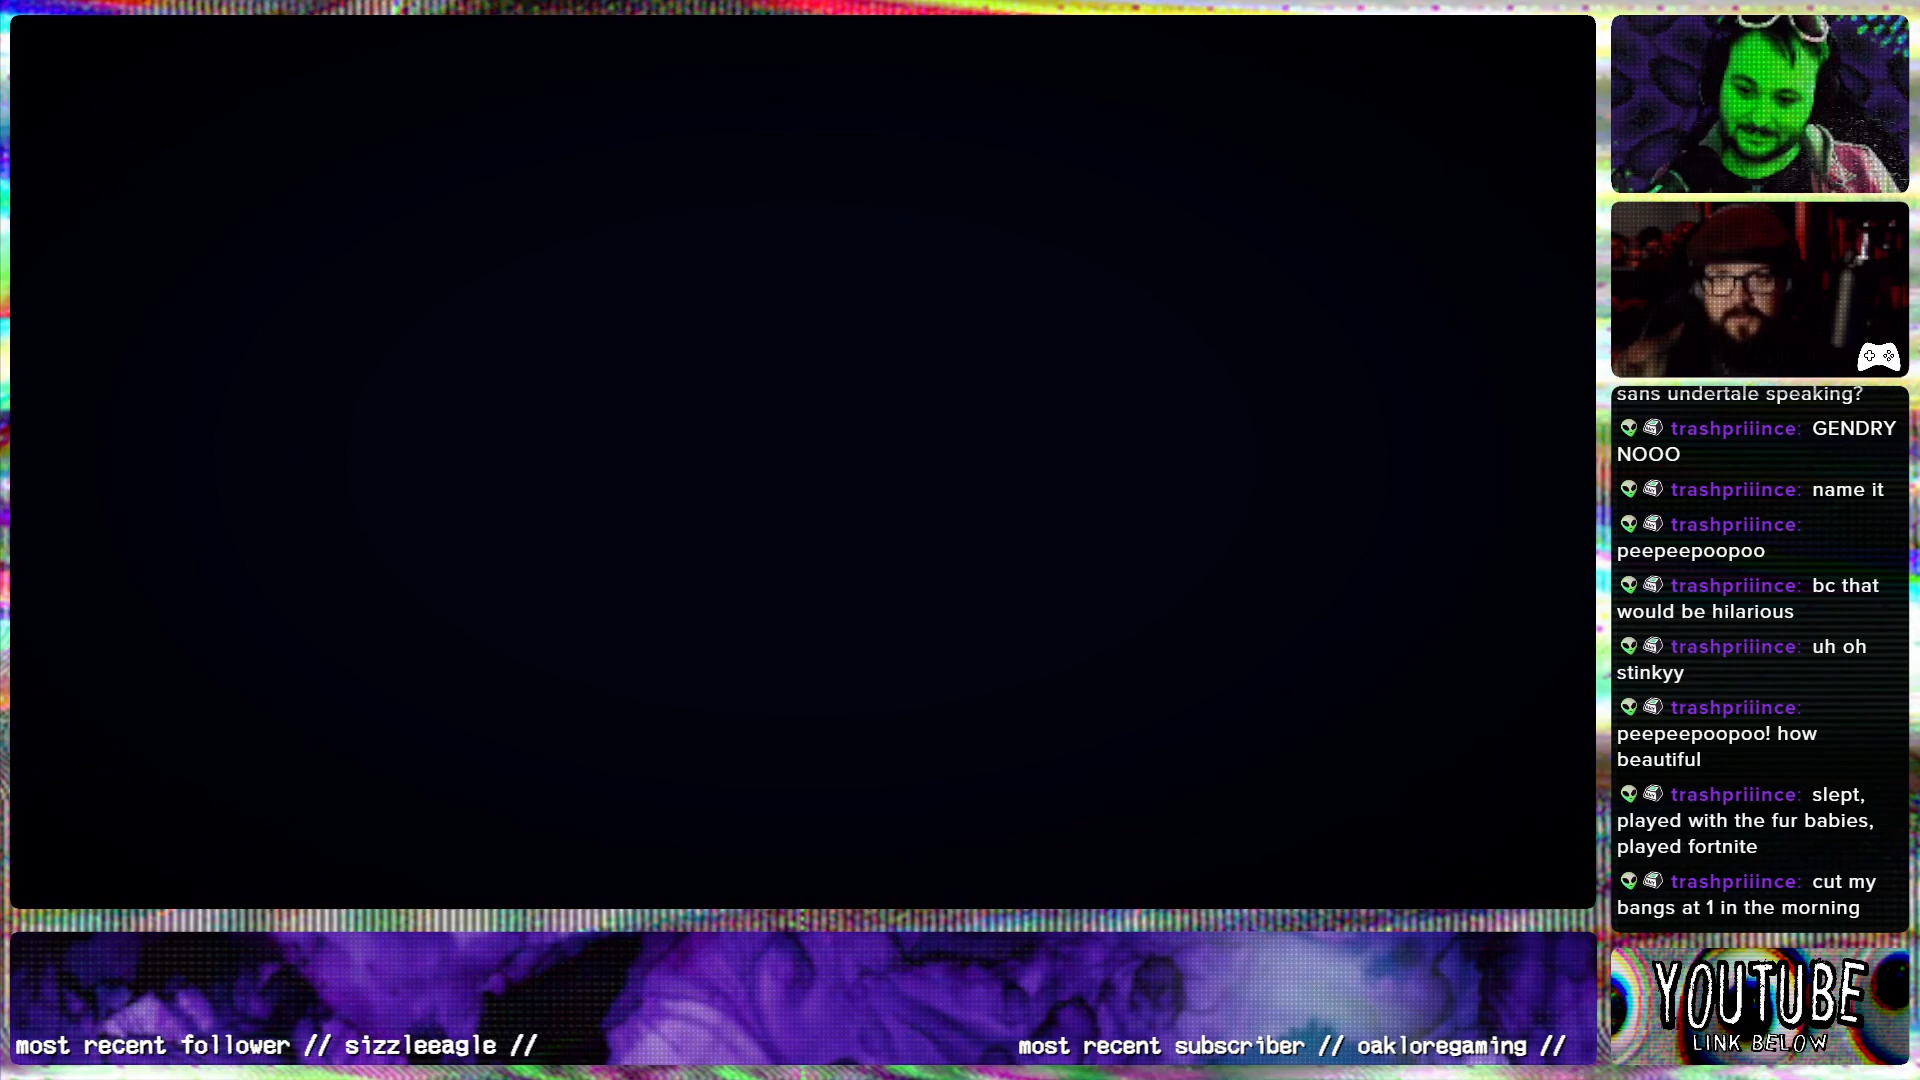 sans undertale speaking?
trashpriiince: GENDRY
NOOO
trashpriiince: name it
trashpriiince:
peepeepoopoo
trashpriiince: bc that
would be hilarious
trashpriiince: uh oh
stinkyy
trashpriiince:
peepeepoopoo! how
beautiful
trashpriiince: slept,
played with the fur babies,
played fortnite
trashpriiince: cut my
bangs at 1 in the morning
most recent follower // sizzleeagle //
most recent subscriber // oakloregaming //
YOUTUBE
LINK BELOW